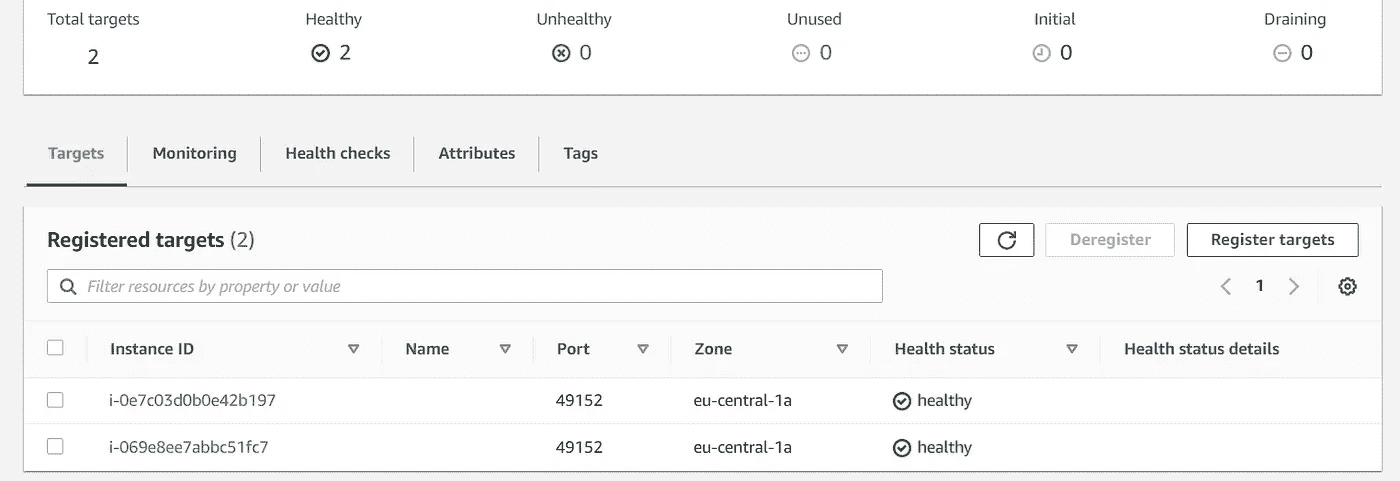 Total targets Healthy Unhealthy Unused Initial Draining
2 2 0 0 0 0
Targets Monitoring Health checks Attributes Tags
Registered targets (2) Deregister Register targets
Filter resources by property or value 1
Instance ID Name Port Zone Health status Health status details
i-0e7c03d0b0e42b197 49152 eu-central-1a healthy
i-069e8ee7abbc51fc7 49152 eu-central-1a healthy